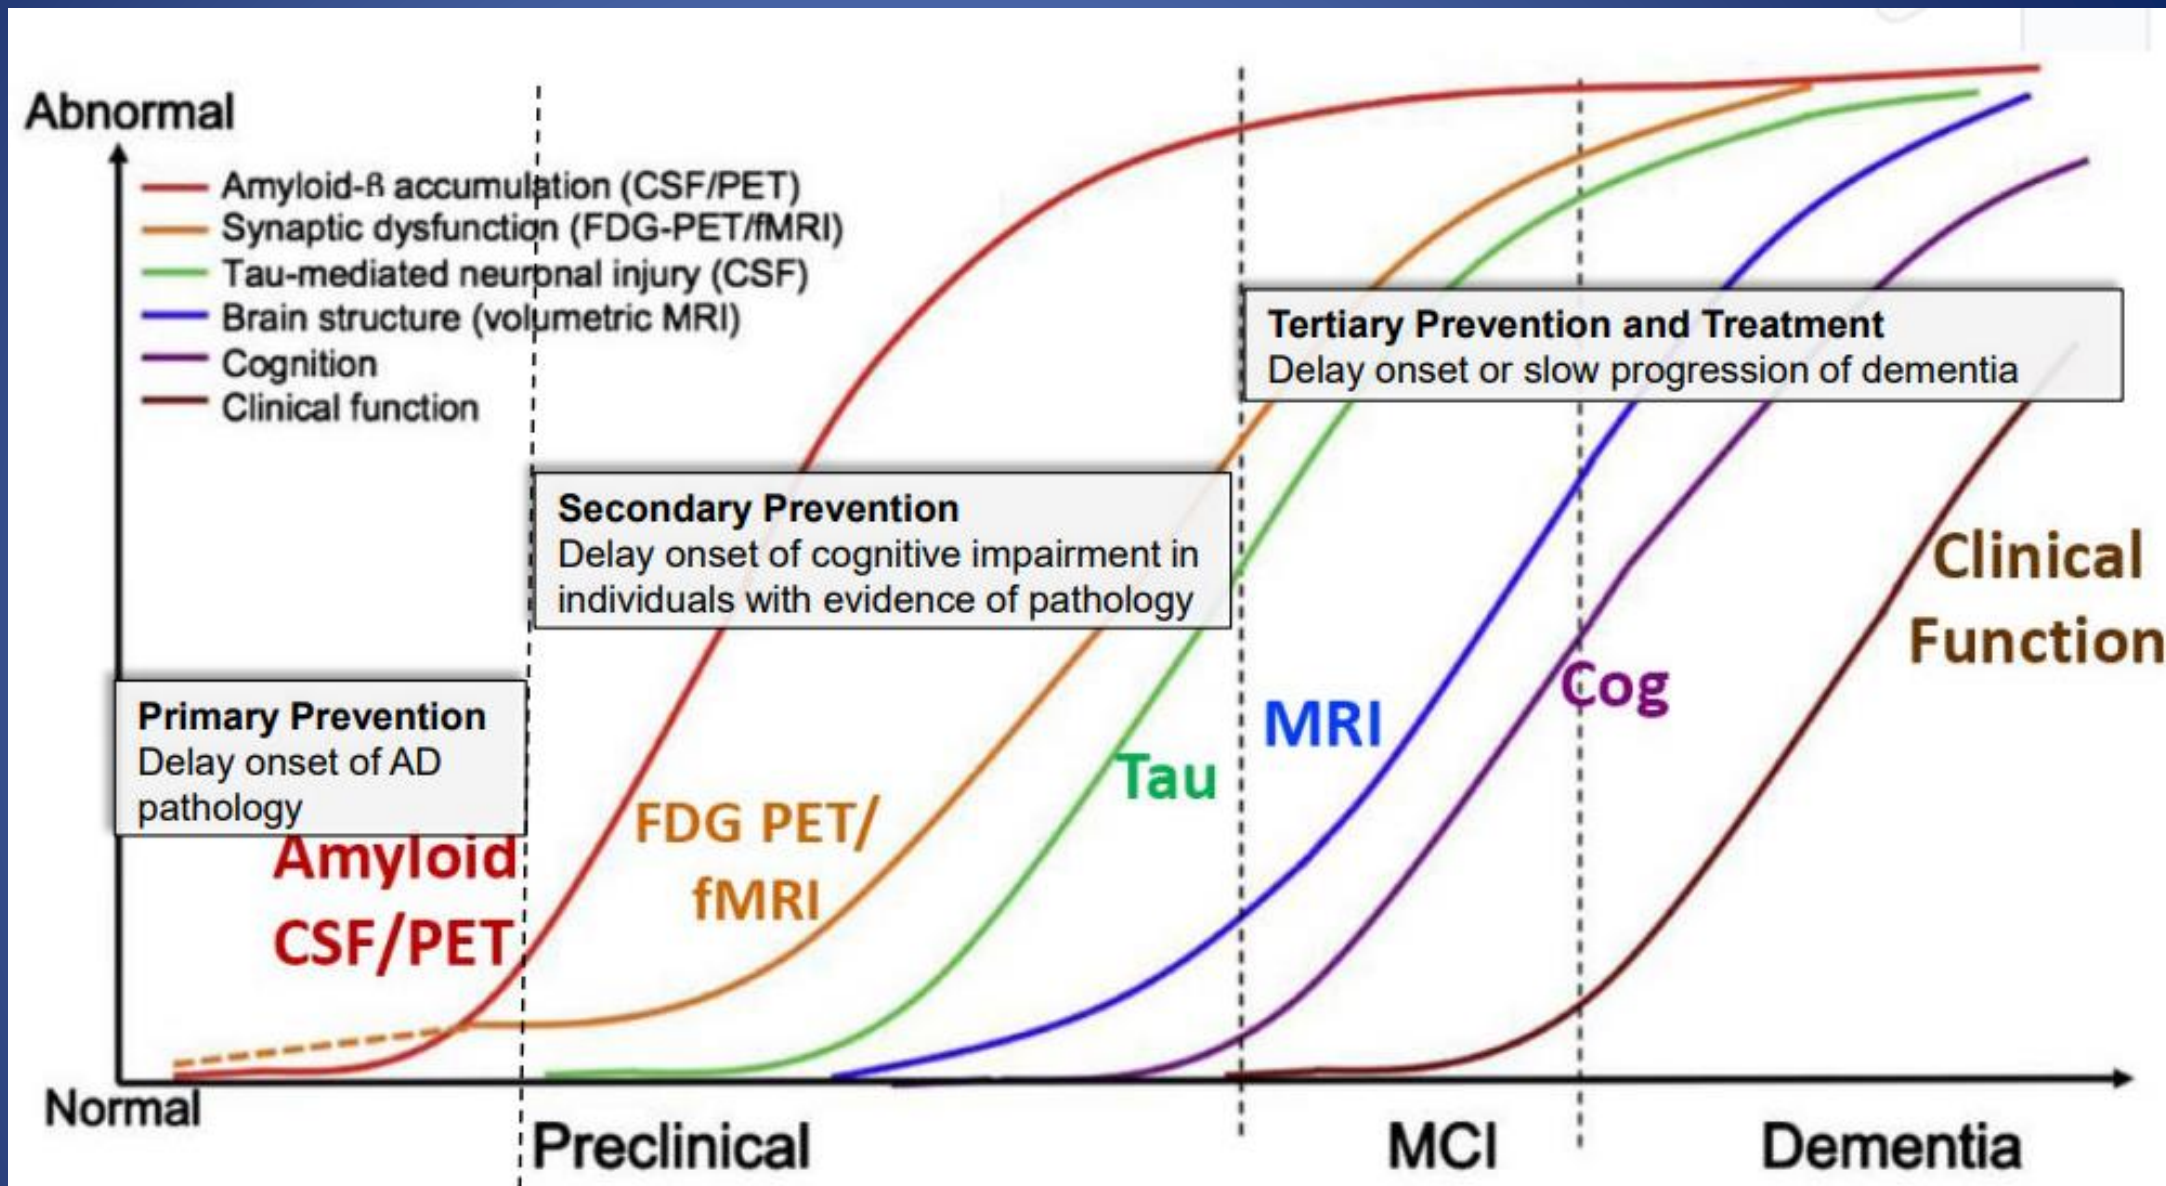 Abnormal
Amyloid-ß accumulation (CSF/PET)
Synaptic dysfunction (FDG-PET/fMRI)
Tau-mediated neuronal injury (CSF)
Brain structure (volumetric MRI)
Cognition
Clinical function
Tertiary Prevention and Treatment
Delay onset or slow progression of dementia
Secondary Prevention
Delay onset of cognitive impairment in
individuals with evidence of pathology
Primary Prevention
Delay onset of AD
pathology
Amyloid
CSF/PET
FDG PET/
fMRI
Tau
MRI
Cog
Clinical
Function
Normal
Preclinical
MCI
Dementia